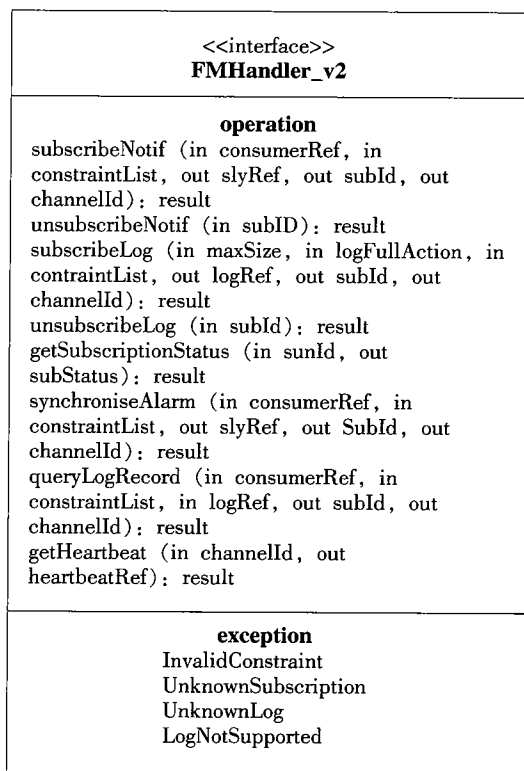 <<interface>>
FMHandler_v2
operation
subscribeNotif (in consumerRef, in
constraintList, out slyRef, out subId, out
channelId): result
unsubscribeNotif (in subID): result
subscribeLog (in maxSize, in logFullAction, in
contraintList, out logRef, out subId, out
channelId): result
unsubscribeLog (in subId): result
getSubscriptionStatus (in sunId, out
subStatus): result
synchroniseAlarm (in consumerRef, in
constraintList, out slyRef, out SubId, out
channelId): result
queryLogRecord (in consumerRef, in
constraintList, in logRef, out subId, out
channelId): result
getHeartbeat (in channelId, out
heartbeatRef): result
exception
InvalidConstraint
UnknownSubscription
UnknownLog
LogNotSupported